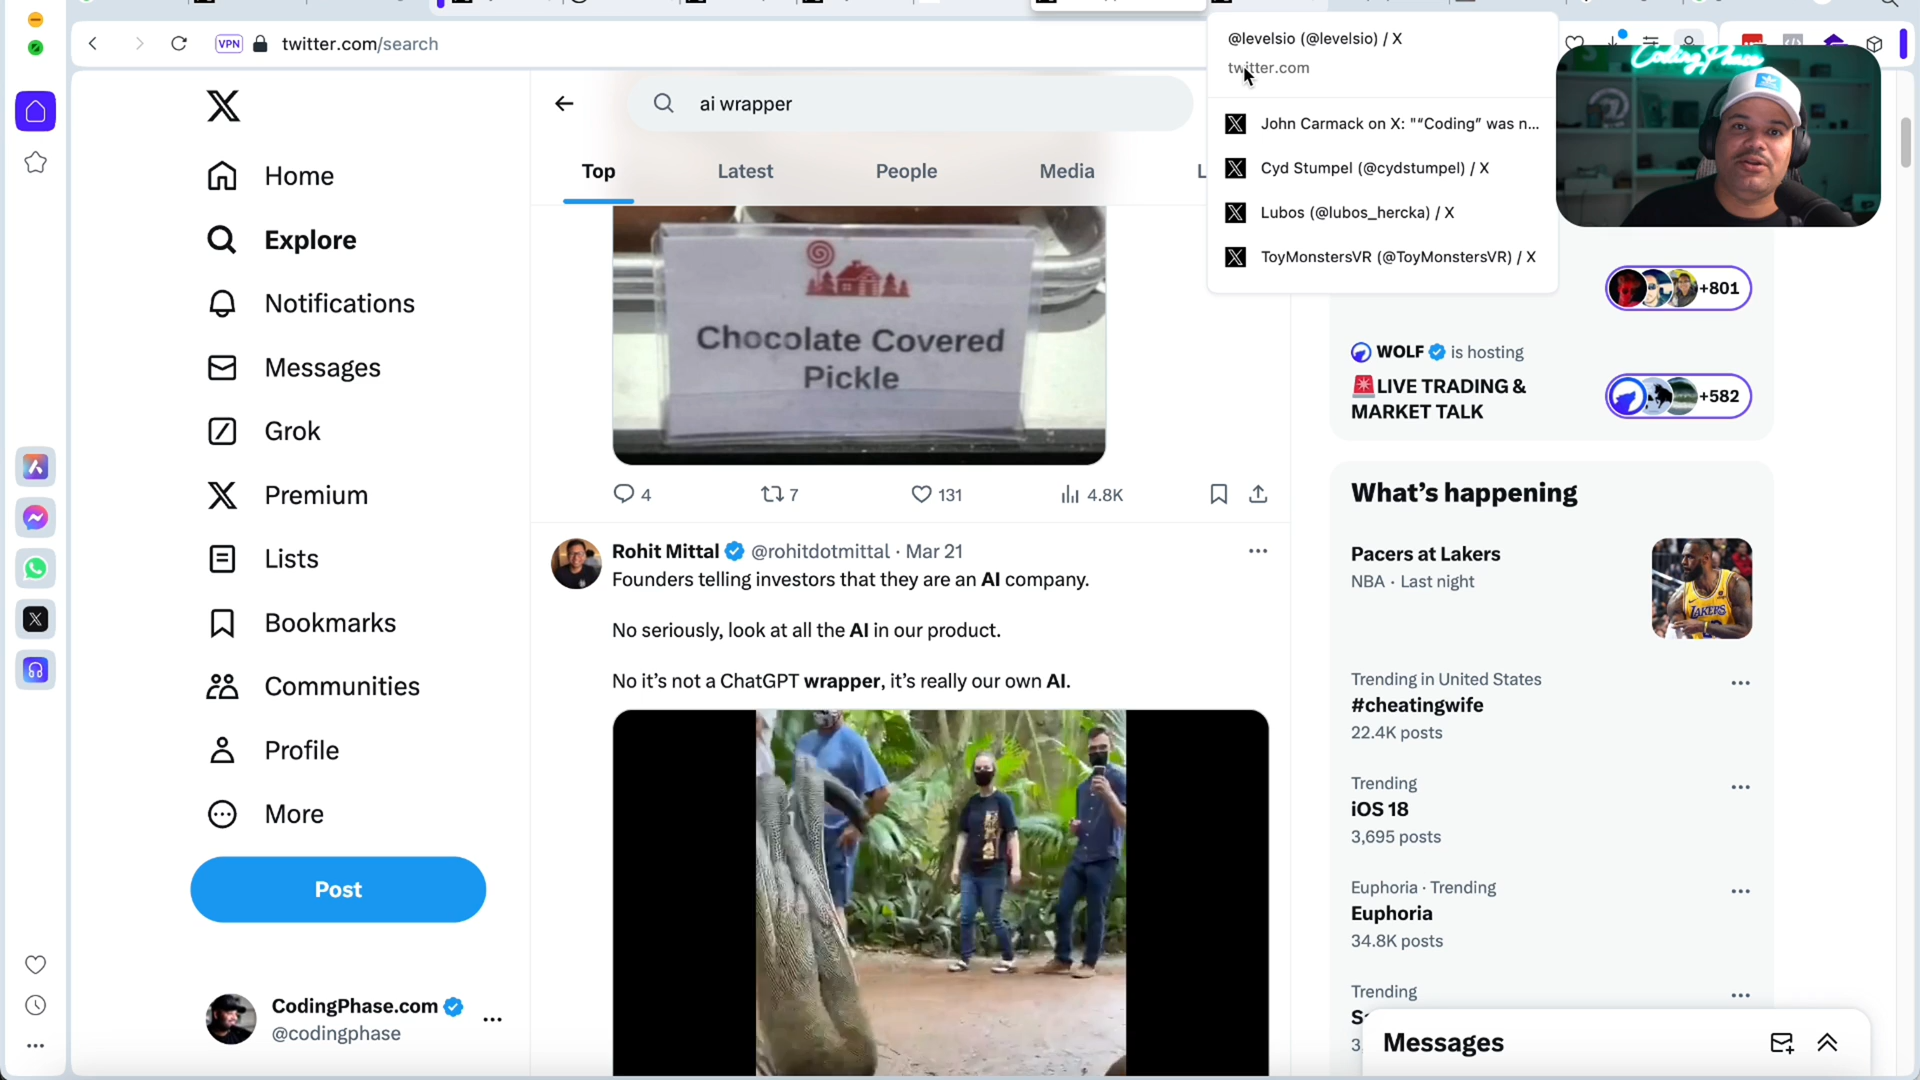 VPN
twitter.com/search
@levelsio (@levelsio) / X
twitter.com
John Carmack on X: "“Coding” was n...
Cyd Stumpel (@cydstumpel) / X
Lubos (@lubos_hercka) / X
ToyMonstersVR (@ToyMonstersVR) / X
CodingPhase
ai wrapper
Top
Latest
People
Media
L
Home
Explore
Notifications
Messages
Grok
Premium
Lists
Bookmarks
Communities
Profile
More
Post
CodingPhase.com
@codingphase
Chocolate Covered
Pickle
4
7
131
4.8K
Rohit Mittal @rohitdotmittal · Mar 21
Founders telling investors that they are an AI company.
No seriously, look at all the AI in our product.
No it’s not a ChatGPT wrapper, it’s really our own AI.
+801
WOLF is hosting
LIVE TRADING &
MARKET TALK
+582
What’s happening
Pacers at Lakers
NBA · Last night
LAKERS
Trending in United States
#cheatingwife
22.4K posts
Trending
iOS 18
3,695 posts
Euphoria · Trending
Euphoria
34.8K posts
Trending
Messages